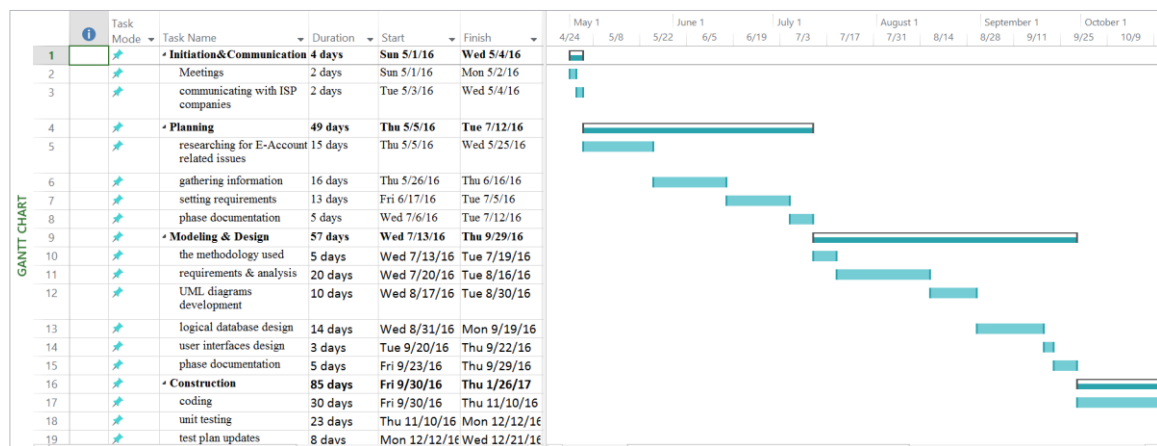 GANTT CHART
Task Mode Task Name Duration Start Finish
May 1 June 1 July 1 August 1 September 1 October 1
4/24 5/8 5/22 6/5 6/19 7/3 7/17 7/31 8/14 8/28 9/11 9/25 10/9
1 Initiation&Communication 4 days Sun 5/1/16 Wed 5/4/16
2 Meetings 2 days Sun 5/1/16 Mon 5/2/16
3 communicating with ISP companies 2 days Tue 5/3/16 Wed 5/4/16
4 Planning 49 days Thu 5/5/16 Tue 7/12/16
5 researching for E-Account related issues 15 days Thu 5/5/16 Wed 5/25/16
6 gathering information 16 days Thu 5/26/16 Thu 6/16/16
7 setting requirements 13 days Fri 6/17/16 Tue 7/5/16
8 phase documentation 5 days Wed 7/6/16 Tue 7/12/16
9 Modeling & Design 57 days Wed 7/13/16 Thu 9/29/16
10 the methodology used 5 days Wed 7/13/16 Tue 7/19/16
11 requirements & analysis 20 days Wed 7/20/16 Tue 8/16/16
12 UML diagrams development 10 days Wed 8/17/16 Tue 8/30/16
13 logical database design 14 days Wed 8/31/16 Mon 9/19/16
14 user interfaces design 3 days Tue 9/20/16 Thu 9/22/16
15 phase documentation 5 days Fri 9/23/16 Thu 9/29/16
16 Construction 85 days Fri 9/30/16 Thu 1/26/17
17 coding 30 days Fri 9/30/16 Thu 11/10/16
18 unit testing 23 days Thu 11/10/16 Mon 12/12/16
19 test plan updates 8 days Mon 12/12/16 Wed 12/21/16